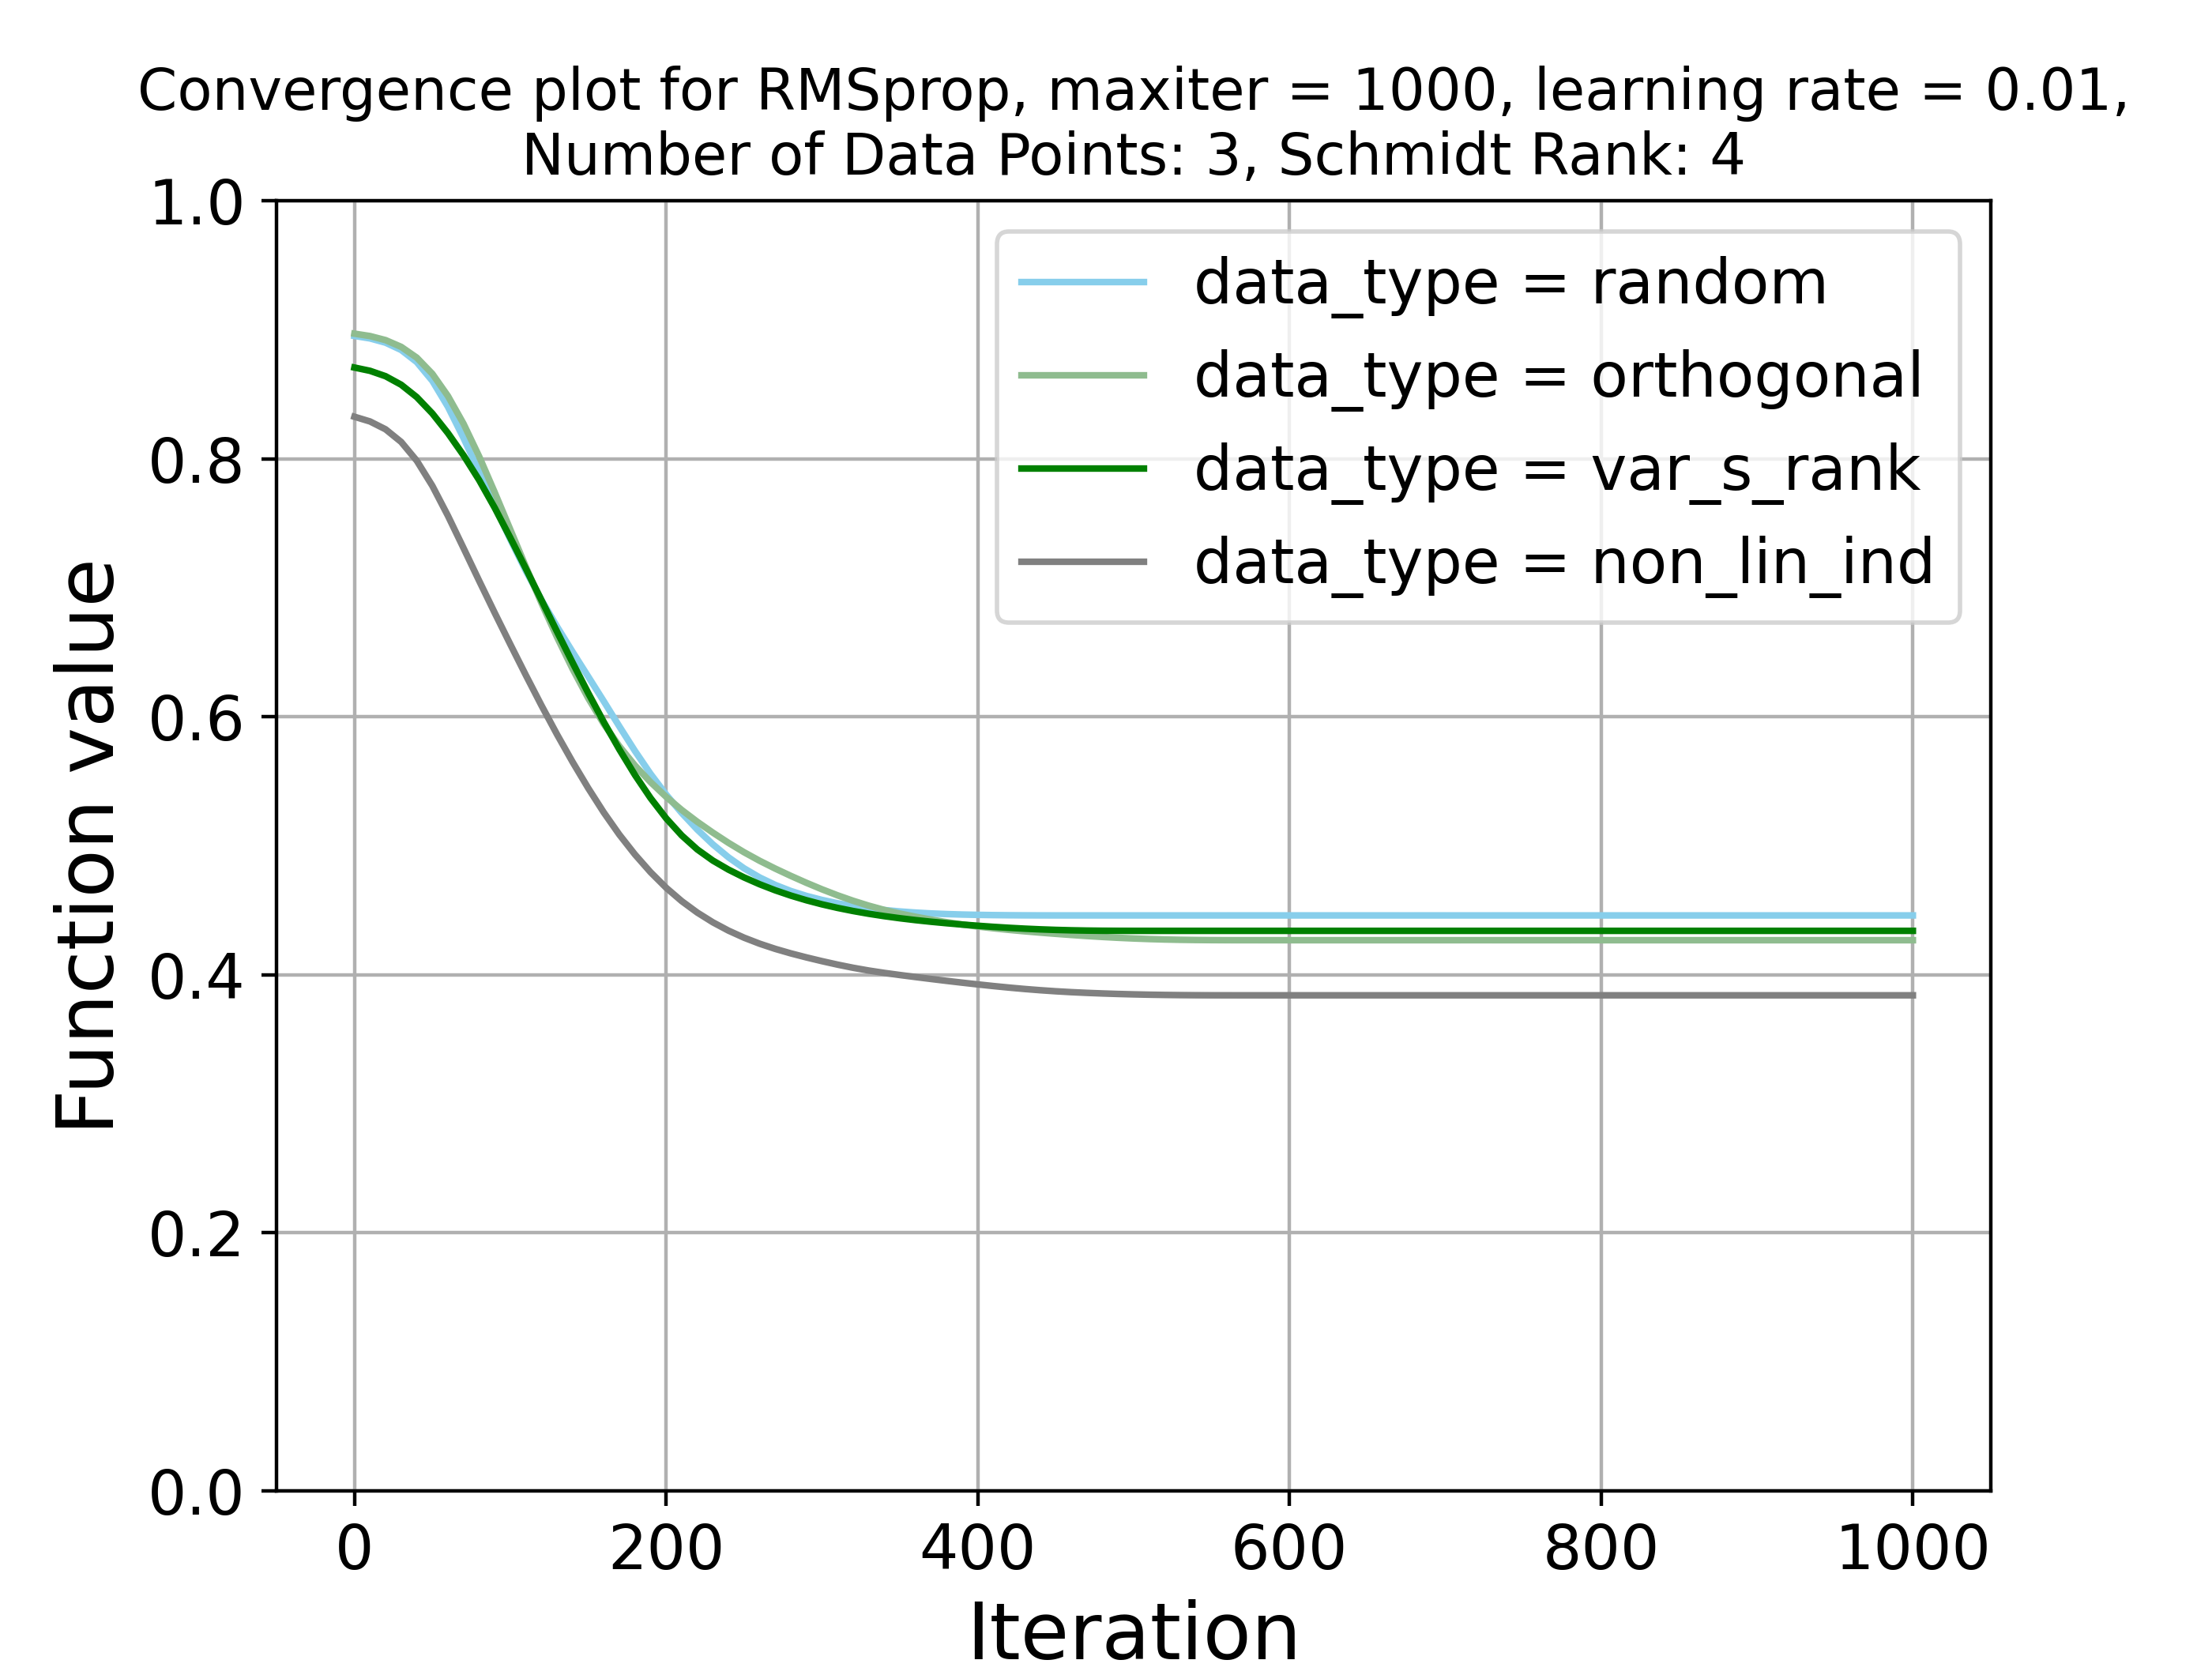 Convergence plot for RMSprop, maxiter = 1000, learning rate = 0.01,
Number of Data Points: 3, Schmidt Rank: 4
1.0
0.8
0.6
0.4
0.2
0.0
Function value
data_type = random
data_type = orthogonal
data_type = var_s_rank
data_type = non_lin_ind
0 200 400 600 800 1000
Iteration